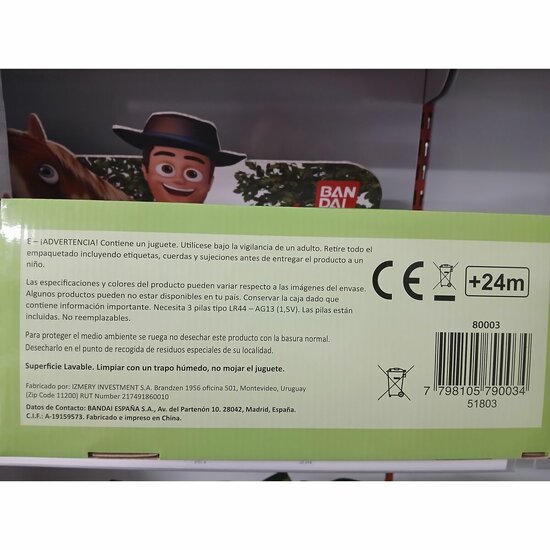 BAN
DAI
E – ¡ADVERTENCIA! Contiene un juguete. Utilícese bajo la vigilancia de un adulto. Retire todo el
empaquetado incluyendo etiquetas, cuerdas y sujeciones antes de entregar el producto a un
niño.
Las especificaciones y colores del producto pueden variar respecto a las imágenes del envase.
Algunos productos pueden no estar disponibles en tu país. Conservar la caja dado que
contiene información importante. Necesita 3 pilas tipo LR44 – AG13 (1,5V). Las pilas están
incluidas. No reemplazables.
Para proteger el medio ambiente se ruega no desechar este producto con la basura normal.
Desecharlo en el punto de recogida de residuos especiales de su localidad.
Superficie Lavable. Limpiar con un trapo húmedo, no mojar el juguete.
Fabricado por: IZMERY INVESTMENT S.A. Brandzen 1956 oficina 501, Montevideo, Uruguay
(Zip Code 11200) RUT Number 217491860010
Datos de Contacto: BANDAI ESPAÑA S.A., Av. del Partenón 10. 28042, Madrid, España.
C.I.F.: A-19159573. Fabricado e impreso en China.
CE
+24m
80003
7 798105 790034
51803